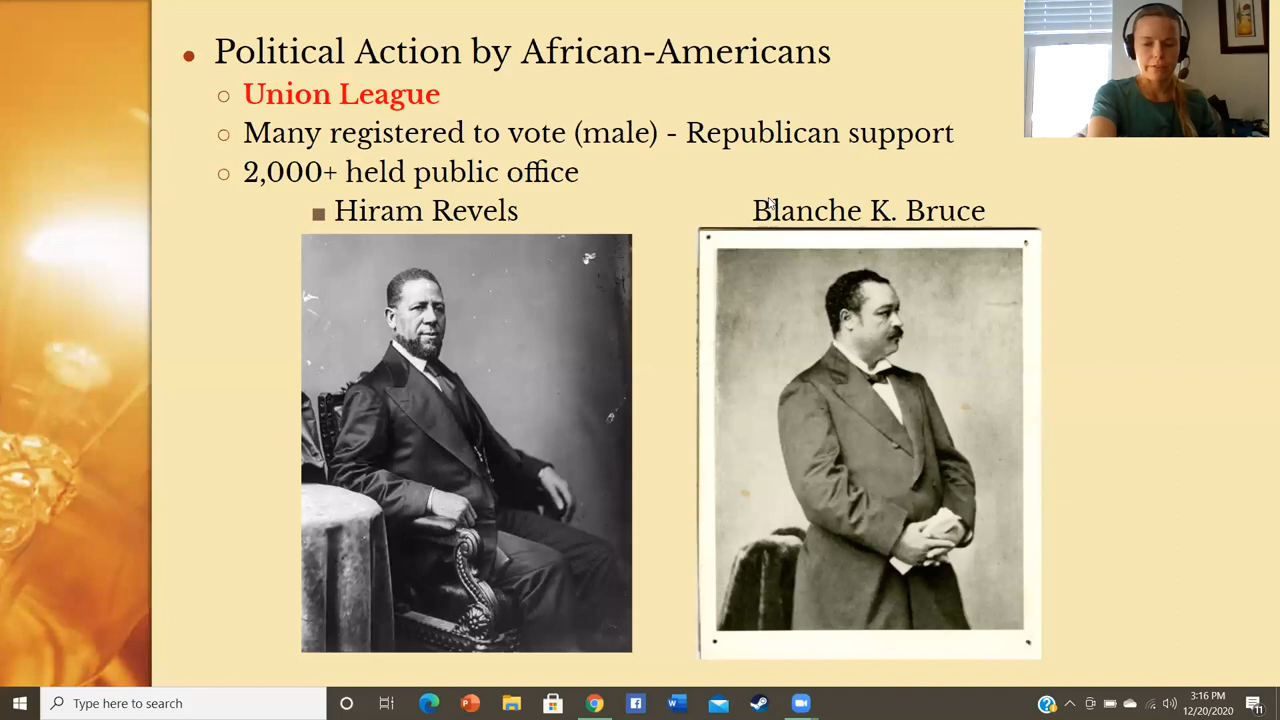 Political Action by African-Americans
Union League
Many registered to vote (male) - Republican support
2,000+ held public office
Hiram Revels
Blanche K. Bruce
Type here to search
3:16 PM
12/20/2020
11